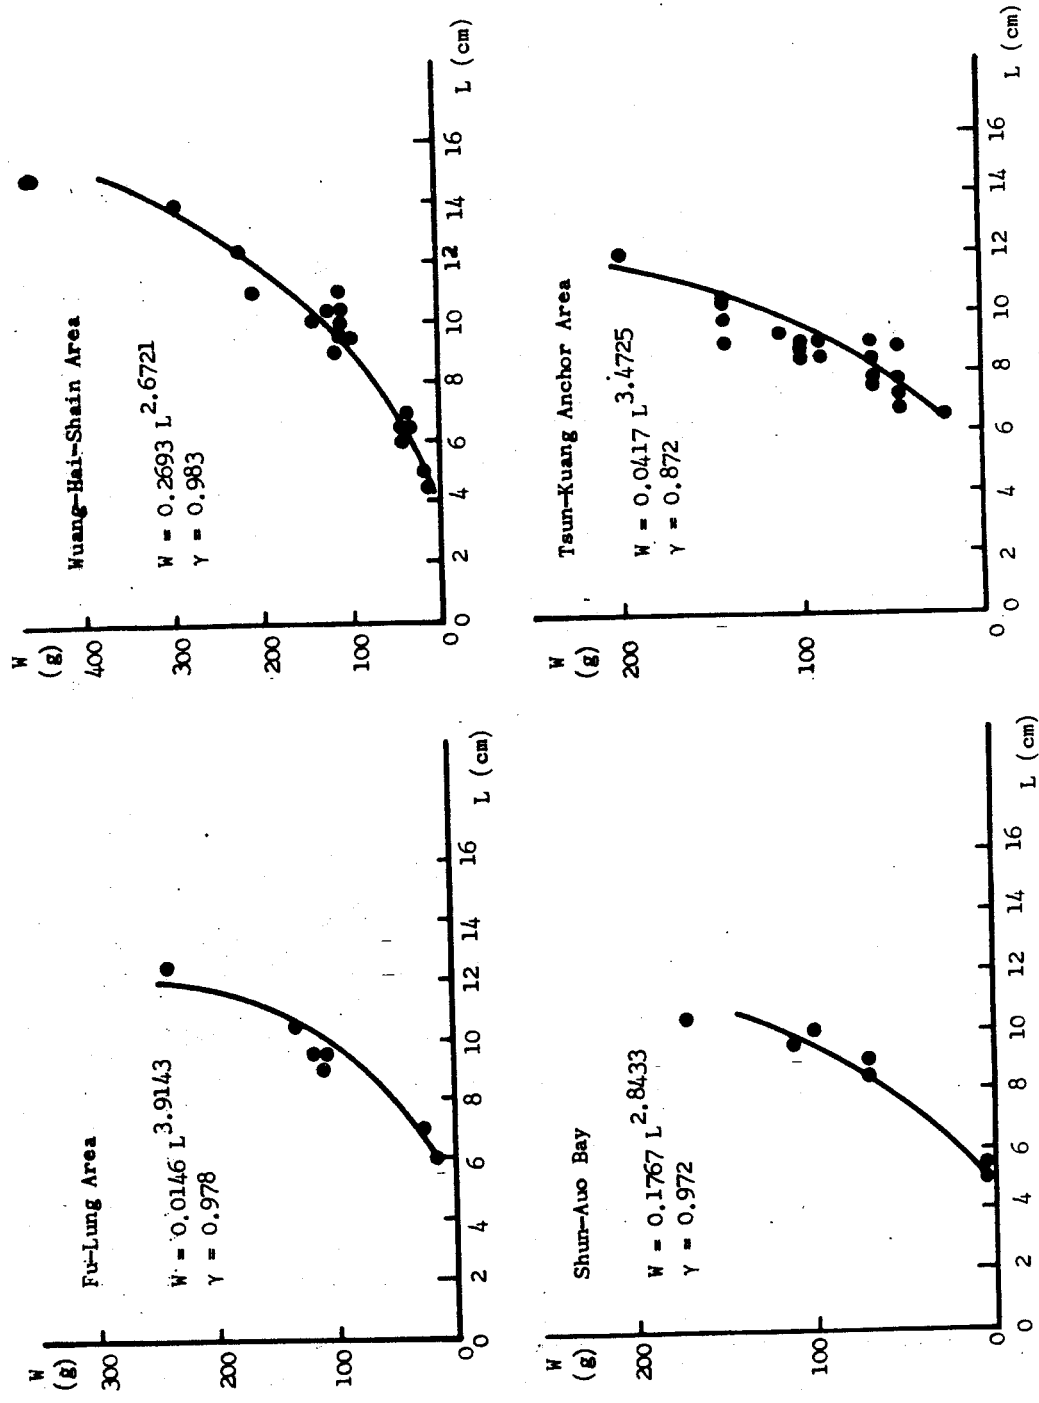 Fu-Lung Area
W = 0.0146 L^3.9143
γ = 0.978
W
(g)
300
200
100
0
0 2 4 6 8 10 12 14 16 L (cm)
Wuang-Hai-Shain Area
W = 0.2693 L^2.6721
γ = 0.983
W
(g)
400
300
200
100
0
2 4 6 8 10 12 14 16 L (cm)
Shun-Auo Bay
W = 0.1767 L^2.8433
γ = 0.972
W
(g)
200
100
0
0 2 4 6 8 10 12 14 16 L (cm)
Tsun-Kuang Anchor Area
W = 0.0417 L^3.4725
γ = 0.872
W
(g)
200
100
0
0 2 4 6 8 10 12 14 16 L (cm)